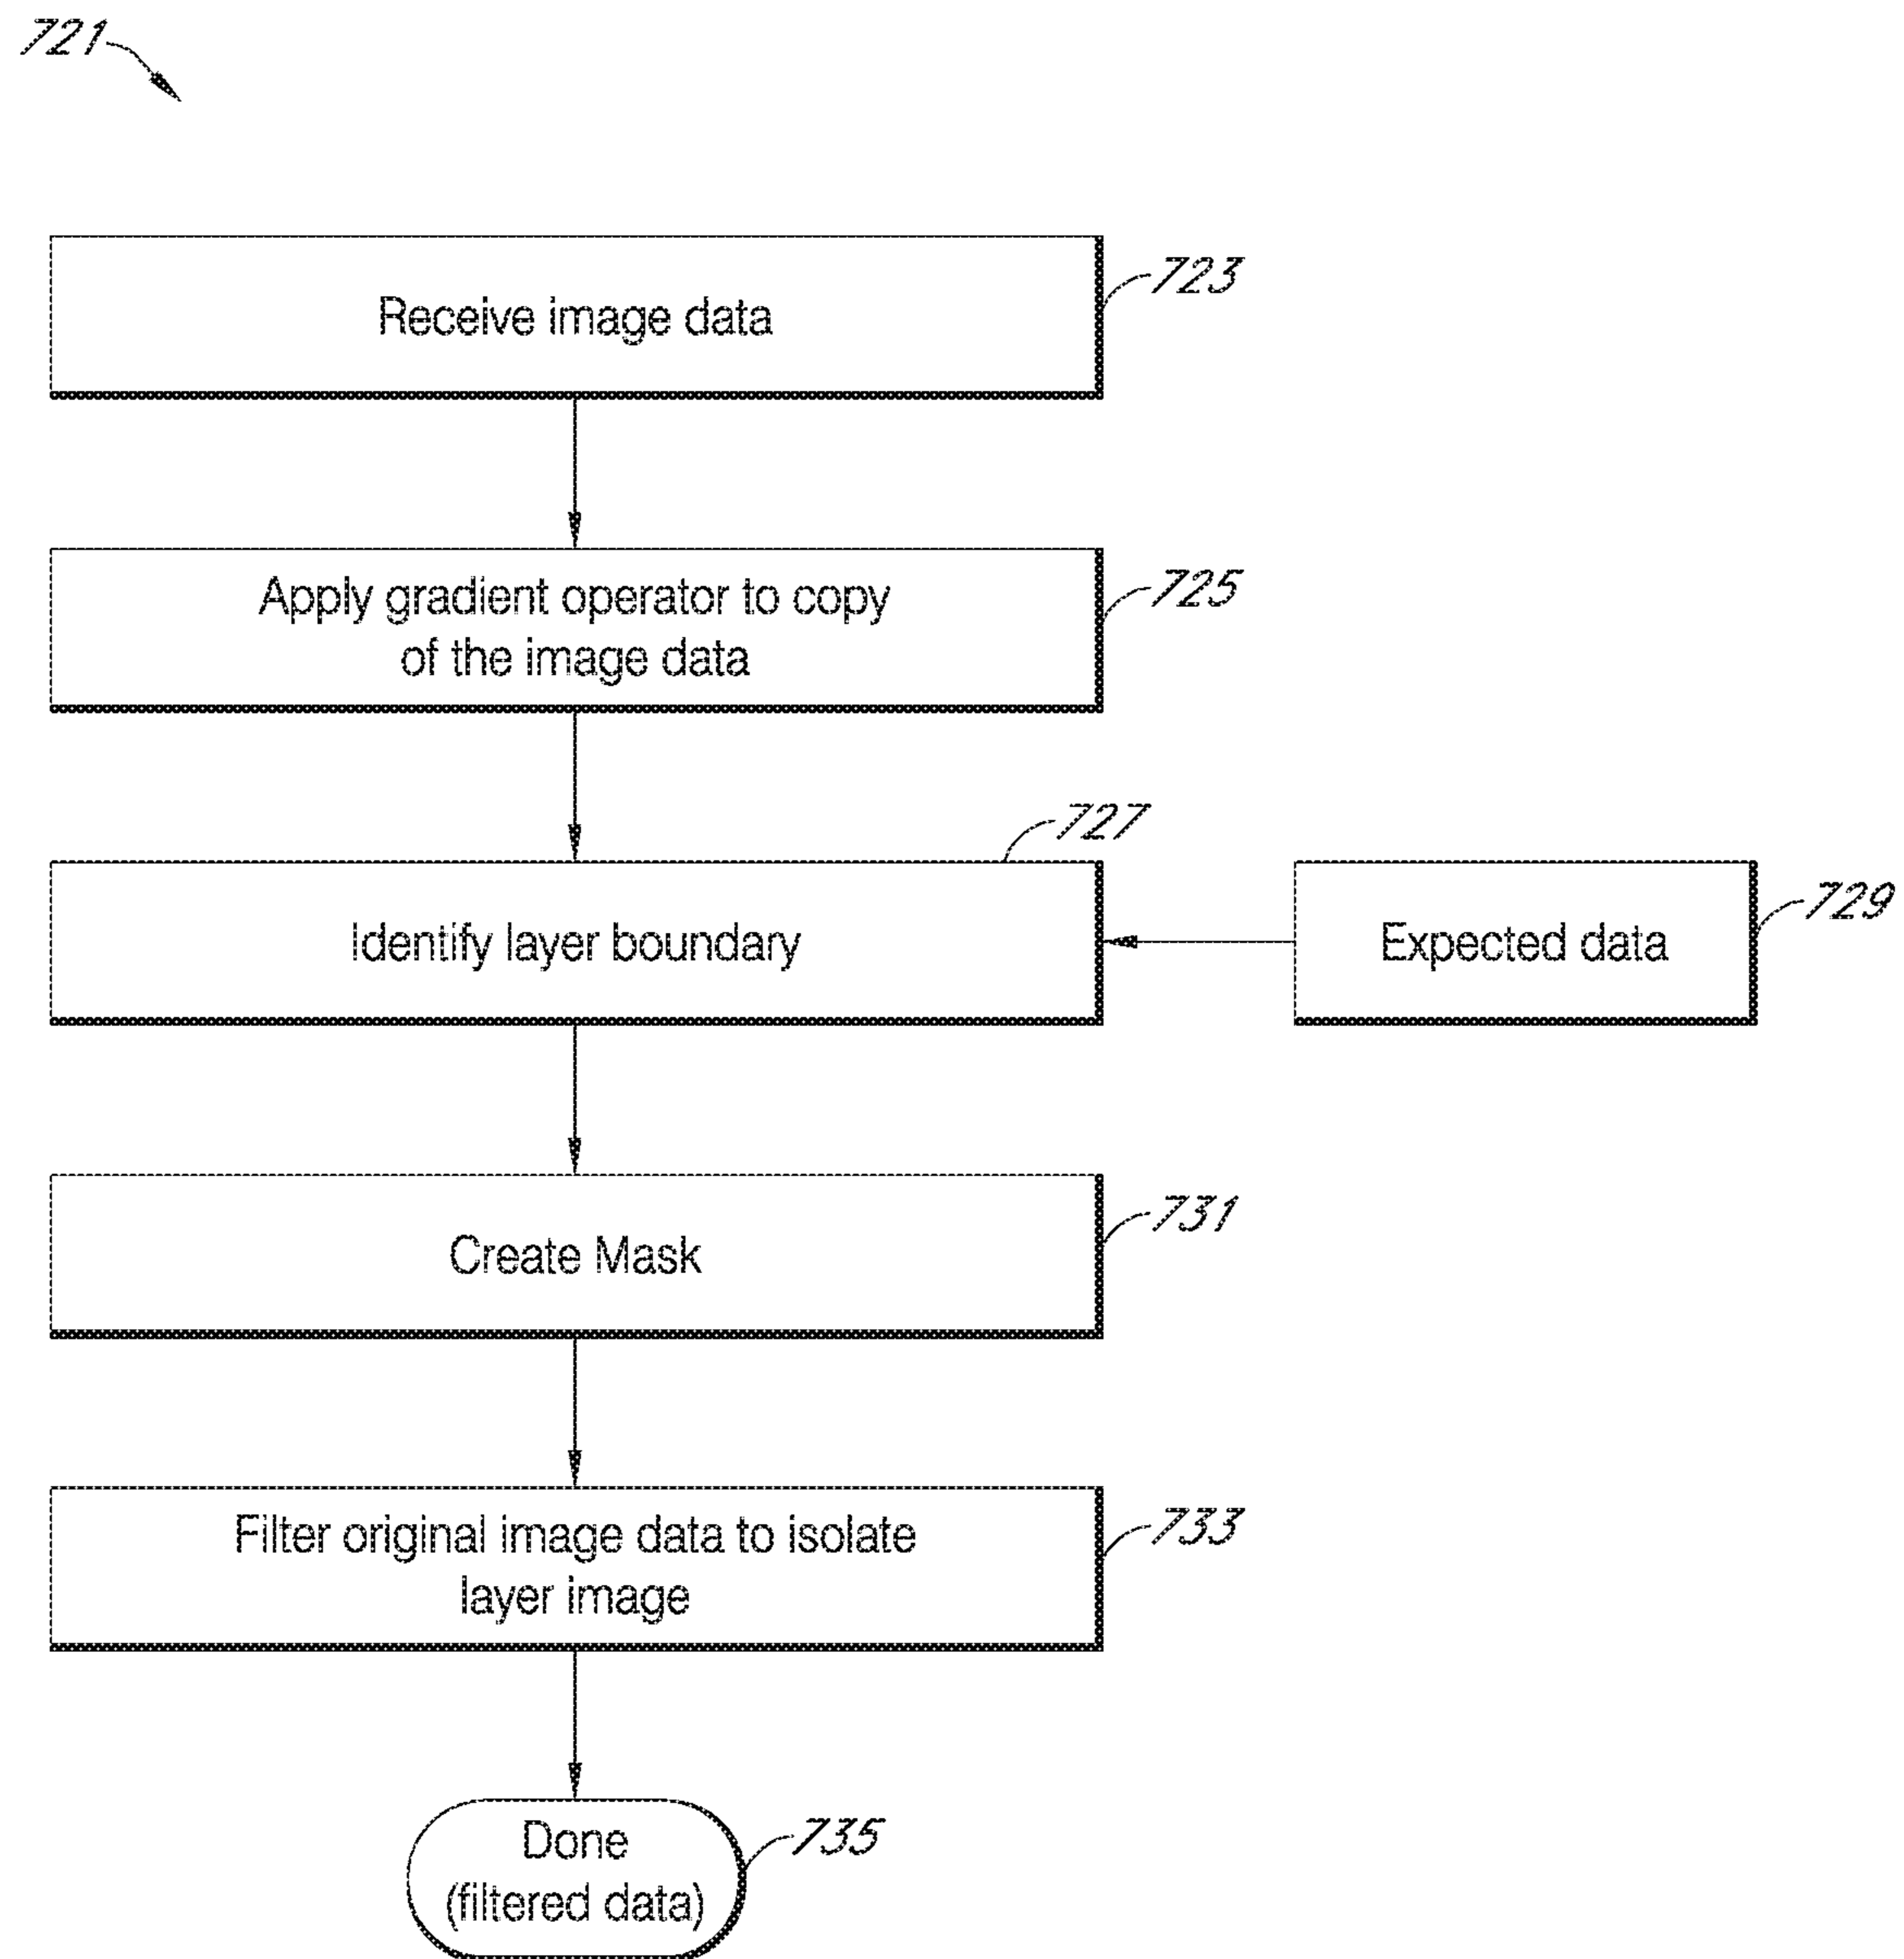 721
Receive image data
723
Apply gradient operator to copy
of the image data
725
727
Identify layer boundary
Expected data
729
Create Mask
731
Filter original image data to isolate
layer image
733
Done
(filtered data)
735